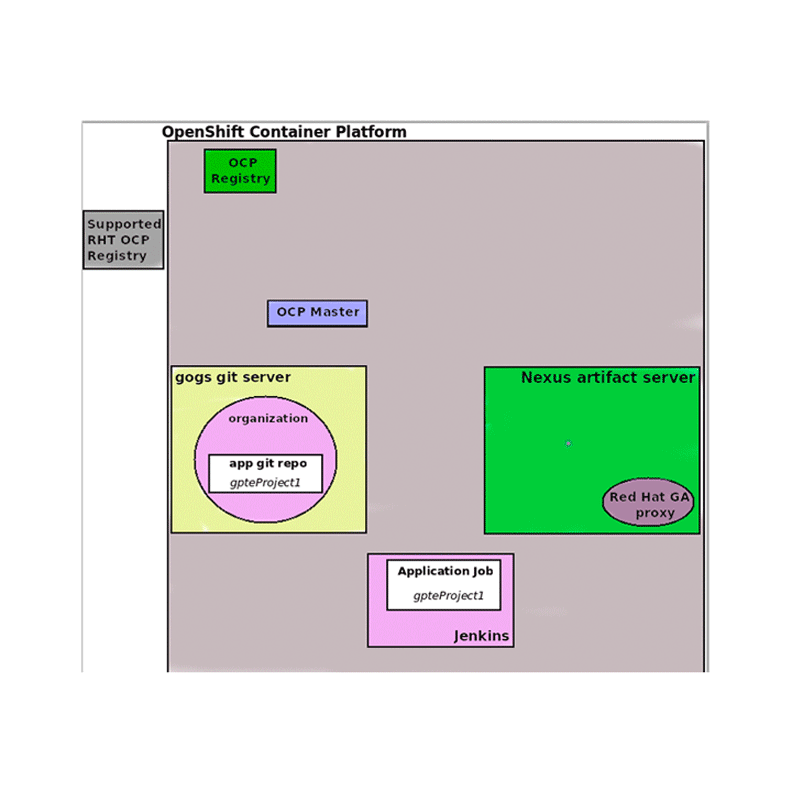 OpenShift Container Platform
OCP
Registry
Supported
RHT OCP
Registry
OCP Master
gogs git server
organization
app git repo
gpteProject1
Nexus artifact server
Red Hat GA
proxy
Application Job
gpteProject1
Jenkins